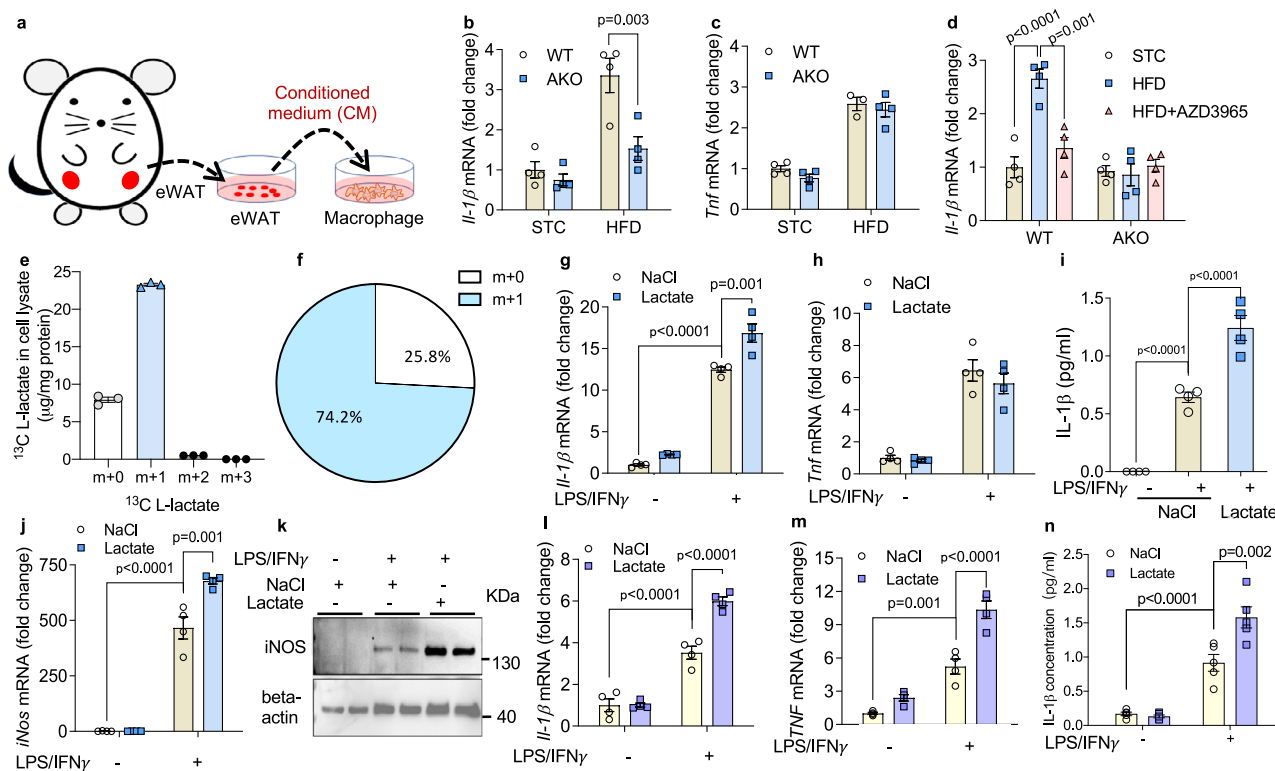 a
Conditioned
medium (CM)
eWAT
eWAT
Macrophage
b
Il-1β mRNA (fold change)
p=0.003
WT
AKO
4
3
2
1
0
STC
HFD
c
Tnf mRNA (fold change)
WT
AKO
4
3
2
1
0
STC
HFD
d
Il-1β mRNA (fold change)
p<0.0001
p=0.001
STC
HFD
HFD+AZD3965
3
2
1
0
WT
AKO
e
13C L-lactate in cell lysate
(μg/mg protein)
25
20
15
10
5
0
m+0
m+1
m+2
m+3
13C L-lactate
f
m+0
m+1
25.8%
74.2%
g
Il-1β mRNA (fold change)
NaCl
Lactate
p=0.001
p<0.0001
20
15
10
5
0
LPS/IFNγ
-
+
h
Tnf mRNA (fold change)
NaCl
Lactate
10
8
6
4
2
0
-
+
i
IL-1β (pg/ml)
p<0.0001
p<0.0001
1.5
1.0
0.5
0.0
-
+
+
NaCl
Lactate
j
iNos mRNA (fold change)
NaCl
Lactate
p=0.001
p<0.0001
750
500
250
0
LPS/IFNγ
-
+
k
LPS/IFNγ
-
+
+
NaCl
+
+
-
Lactate
-
-
+
KDa
iNOS
130
beta-
actin
40
l
Il-1β mRNA (fold change)
NaCl
Lactate
p<0.0001
p<0.0001
8
6
4
2
0
LPS/IFNγ
-
+
m
TNF mRNA (fold change)
NaCl
Lactate
p<0.0001
p=0.001
15
12
9
6
3
0
LPS/IFNγ
-
+
n
IL-1β concentration (pg/ml)
NaCl
Lactate
p=0.002
p<0.0001
2.0
1.5
1.0
0.5
0.0
LPS/IFNγ
-
+